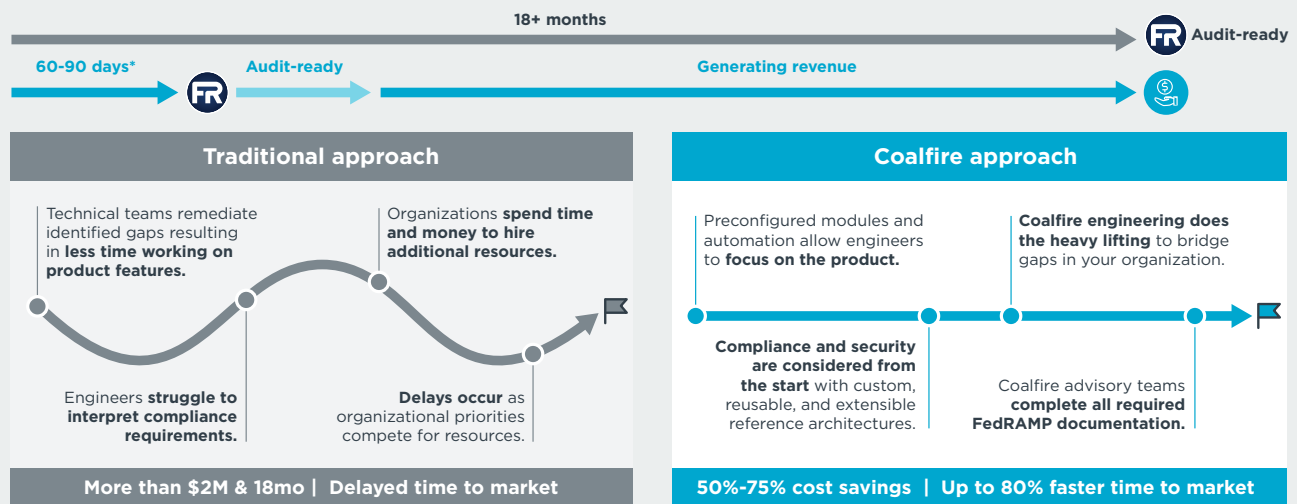 18+ months
FR
Audit-ready
60-90 days*
FR
Audit-ready
Generating revenue
$
Traditional approach
Technical teams remediate
identified gaps resulting
in less time working on
product features.
Organizations spend time
and money to hire
additional resources.
Engineers struggle to
interpret compliance
requirements.
Delays occur as
organizational priorities
compete for resources.
More than $2M & 18mo | Delayed time to market
Coalfire approach
Preconfigured modules and
automation allow engineers
to focus on the product.
Coalfire engineering does
the heavy lifting to bridge
gaps in your organization.
Compliance and security
are considered from
the start with custom,
reusable, and extensible
reference architectures.
Coalfire advisory teams
complete all required
FedRAMP documentation.
50%-75% cost savings | Up to 80% faster time to market